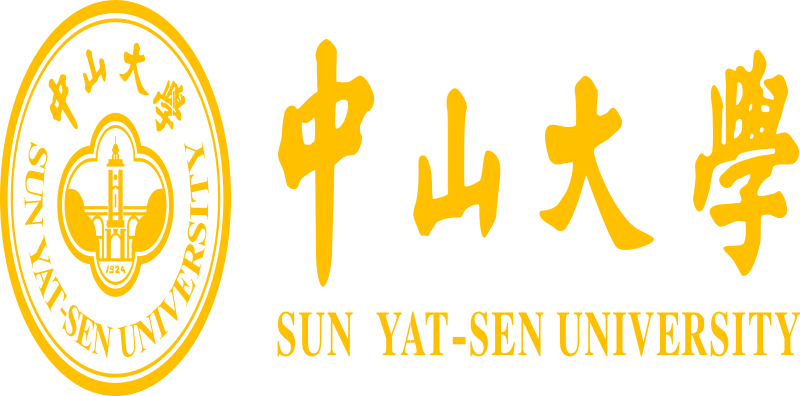 中山大學
SUN YAT-SEN UNIVERSITY
1924
中山大學
SUN YAT-SEN UNIVERSITY